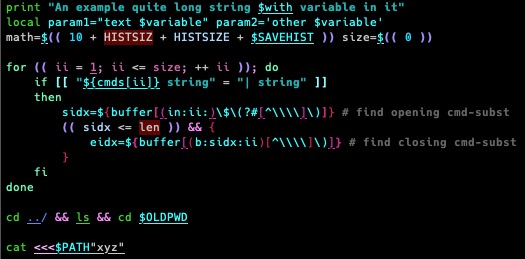 print "An example quite long string $with variable in it"
local param1="text $variable" param2='other $variable'
math=$(( 10 + HISTSIZ + HISTSIZE + $SAVEHIST )) size=$(( 0 ))
for (( ii = 1; ii <= size; ++ ii )); do
if [[ "${cmds[ii]} string" = "| string" ]]
then
sidx=${buffer[(in:ii:)\$\(?#[^\\\\]\)]} # find opening cmd-subst
(( sidx <= len )) && {
eidx=${buffer[(b:sidx:ii)[^\\\\]\)]} # find closing cmd-subst
}
fi
done
cd ../ && ls && cd $OLDPWD
cat <<<$PATH"xyz"